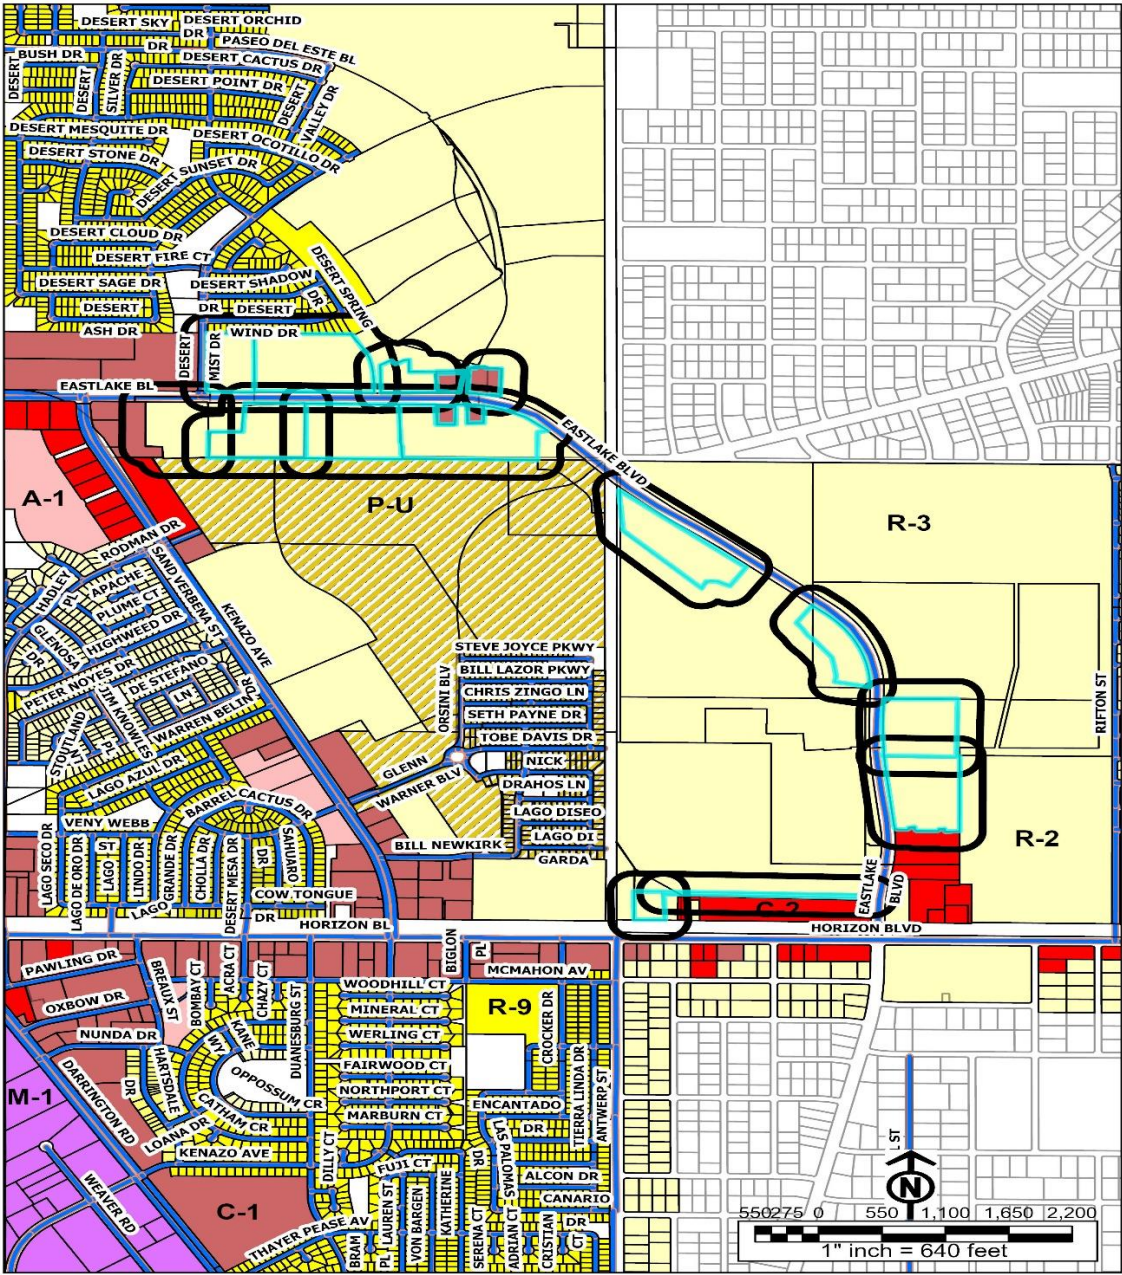 DESERT SKY DR
DESERT ORCHID DR
PASEO DEL ESTE BL
BUSH DR
DESERT CACTUS DR
DESERT
DESERT
SILVER DR
DESERT POINT DR
DESERT
VALLEY DR
DESERT MESQUITE DR
DESERT OCOTILLO DR
DESERT STONE DR
DESERT SUNSET DR
DESERT CLOUD DR
DESERT FIRE CT
DESERT SAGE DR
DESERT SHADOW DR
DESERT SPRING
DESERT
ASH DR
DESERT
WIND DR
DESERT
MIST DR
EASTLAKE BL
EASTLAKE BLVD
A-1
P-U
R-3
RODMAN DR
SAND VERBENA ST
KENAZO AVE
HADLEY
APACHE
PL
PLUME CT
GLENOSA
DR
HIGHWEED DR
PETER NOYES DR
DE STEFANO
LN
DR
JIM KNOWLES
PL
STOUTLAND
LN
WARREN BELT
STEVE JOYCE PKWY
BILL LAZOR PKWY
CHRIS ZINGO LN
SETH PAYNE DR
TOBE DAVIS DR
ORSINI BLV
NICK
DRAHOS LN
LAGO DISEO
LAGO DI
GARDA
GLENN
WARNER BLV
BILL NEWKIRK
RIFTON ST
LAGO AZUL DR
BARREL CACTUS DR
VENY WEBB
ST
LAGO SECO DR
LAGO DE ORO DR
LAGO
LINDO DR
LAGO GRANDE DR
CHOLLA DR
DESERT MESA DR
DR
SAHUARO
COW TONGUE
DR
R-2
EASTLAKE
BLVD
C-2
HORIZON BL
HORIZON BLVD
PAWLING DR
BREAUX ST
BOMBAY CT
ACRA CT
CHAZY CT
BIGLON
PL
MCMAHON AV
OXBOW DR
NUNDA DR
DUANESBURG ST
WOODHILL CT
MINERAL CT
WERLING CT
FAIRWOOD CT
NORTHPORT CT
MARBURN CT
R-9
CROCKER DR
TIERRA LINDA DR
ANTWERP ST
KANE
WY
OPPOSSUM CR
HARTSDALE
DR
CATHAM CR
LOANA DR
KENAZO AVE
DARRINGTON RD
M-1
WEAVER RD
C-1
ENCANTADO
DR
LAS PALOMAS
DR
ALCON DR
CANARIO
DR
DILLY CT
FUJI CT
THAYER PEASE AV
BRAM
PL
LAUREN ST
VON BARGEN
KATHERINE
SERENA CT
ADRIAN CT
CRISTIAN
CT
L ST
N
550 275 0 550 1,100 1,650 2,200
1" inch = 640 feet